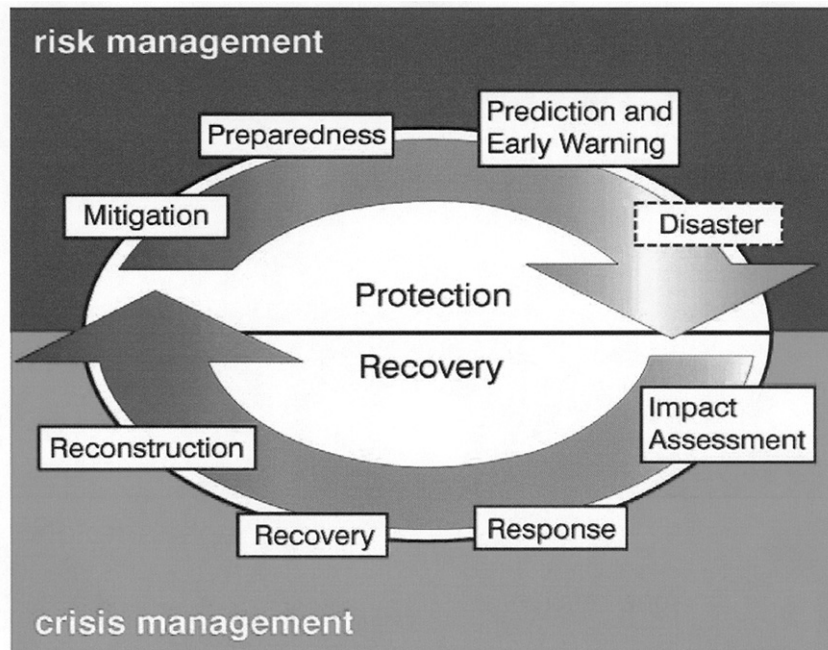 risk management
Preparedness
Prediction and
Early Warning
Mitigation
Disaster
Protection
Recovery
Impact
Assessment
Reconstruction
Recovery
Response
crisis management